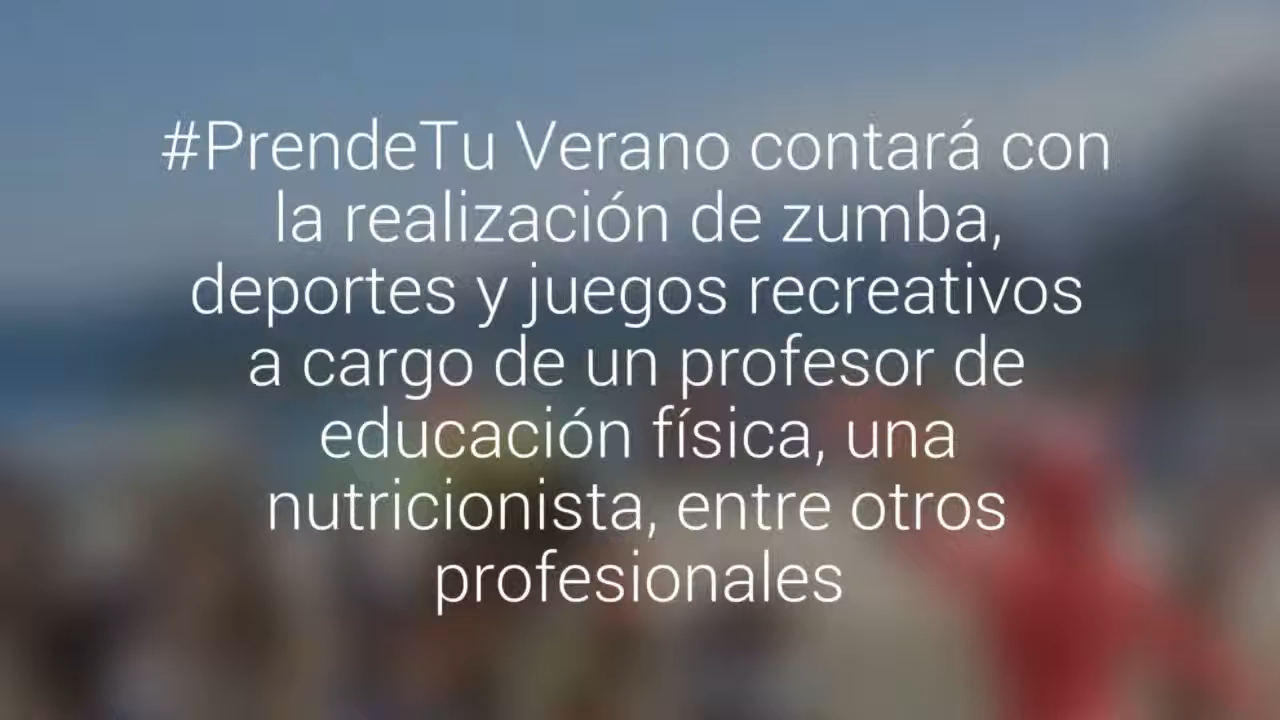 #PrendeTu Verano contará con
la realización de zumba,
deportes y juegos recreativos
a cargo de un profesor de
educación física, una
nutricionista, entre otros
profesionales